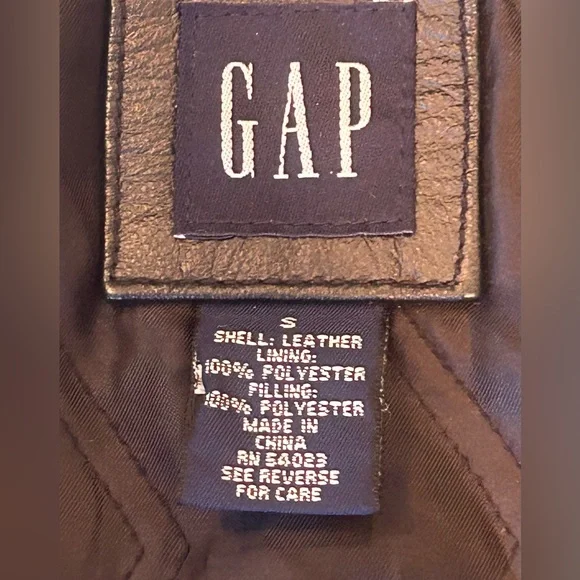 GAP
S
SHELL: LEATHER
LINING:
100% POLYESTER
FILLING:
100% POLYESTER
MADE IN
CHINA
RN 54023
SEE REVERSE
FOR CARE